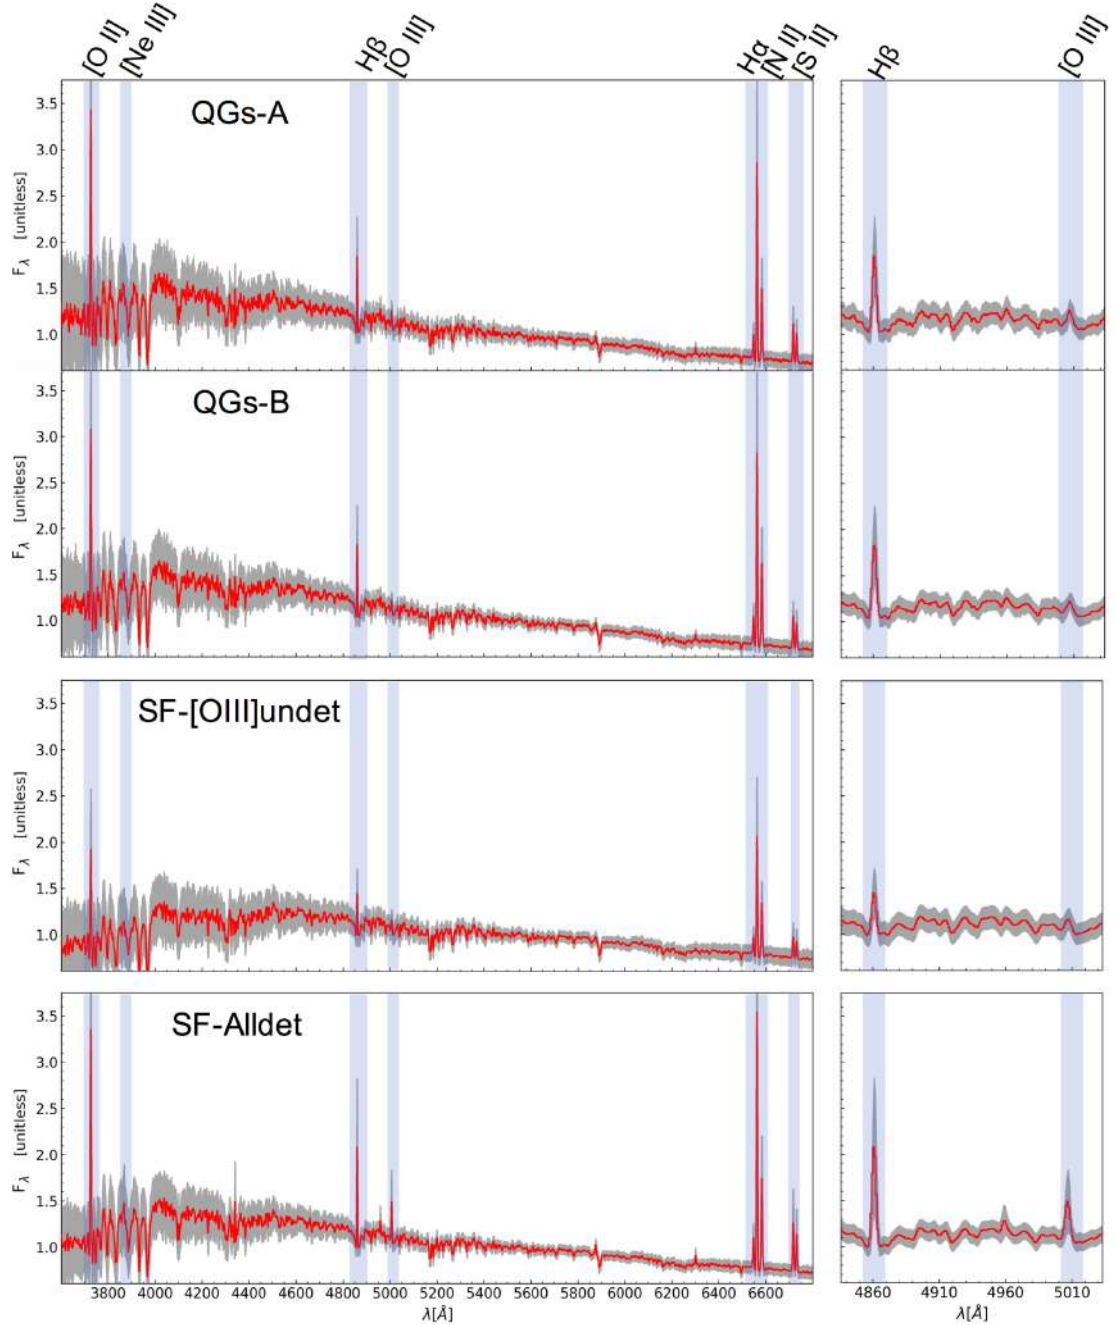 [O II] [Ne III] Hβ [O III] Hα [N II] [S II] Hβ [O III]
QGs-A
3.5
3.0
2.5
2.0
1.5
1.0
F_λ [unitless]
QGs-B
3.5
3.0
2.5
2.0
1.5
1.0
F_λ [unitless]
SF-[OIII]undet
3.5
3.0
2.5
2.0
1.5
1.0
F_λ [unitless]
SF-Alldet
3.5
3.0
2.5
2.0
1.5
1.0
F_λ [unitless]
3800 4000 4200 4400 4600 4800 5000 5200 5400 5600 5800 6000 6200 6400 6600
λ[Å]
4860 4910 4960 5010
λ[Å]